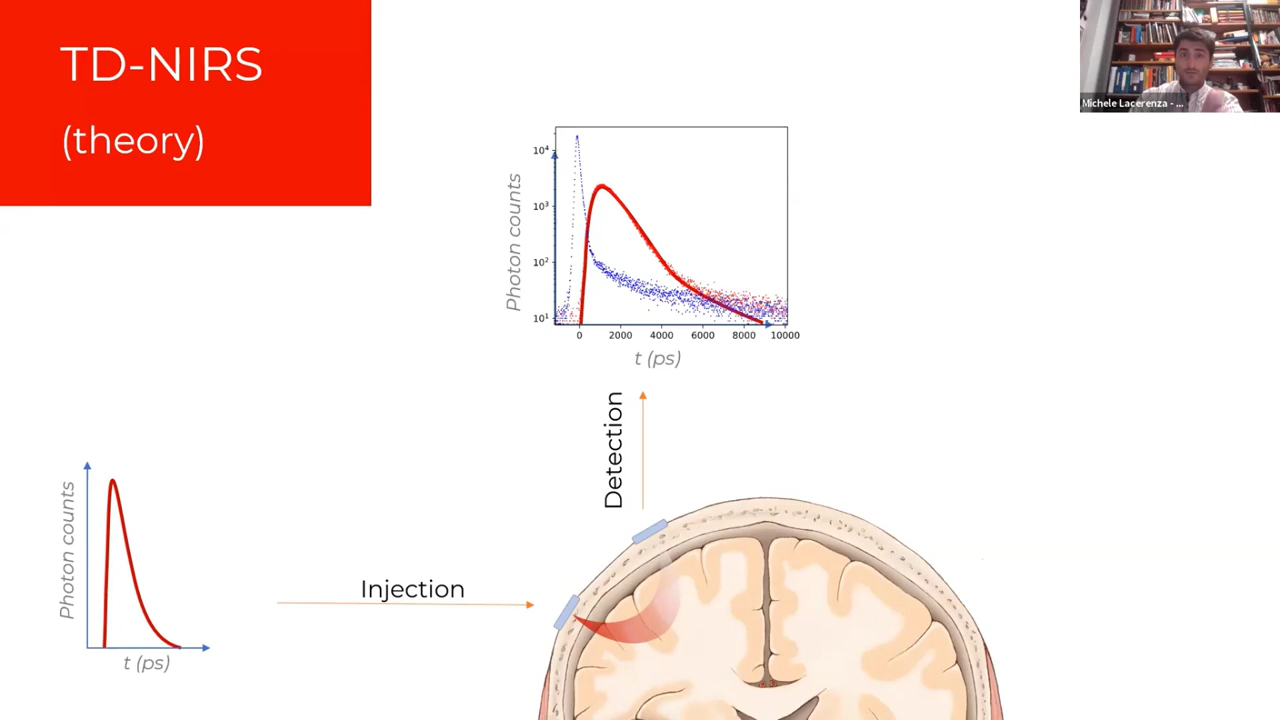 TD-NIRS
(theory)
Michele Lacerenza - ...
Photon counts
10⁴
10³
10²
10¹
0 2000 4000 6000 8000 10000
t (ps)
Detection
Injection
Photon counts
t (ps)